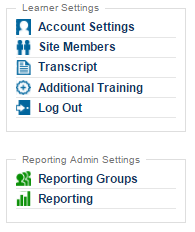 Learner Settings
Account Settings
Site Members
Transcript
Additional Training
Log Out
Reporting Admin Settings
Reporting Groups
Reporting